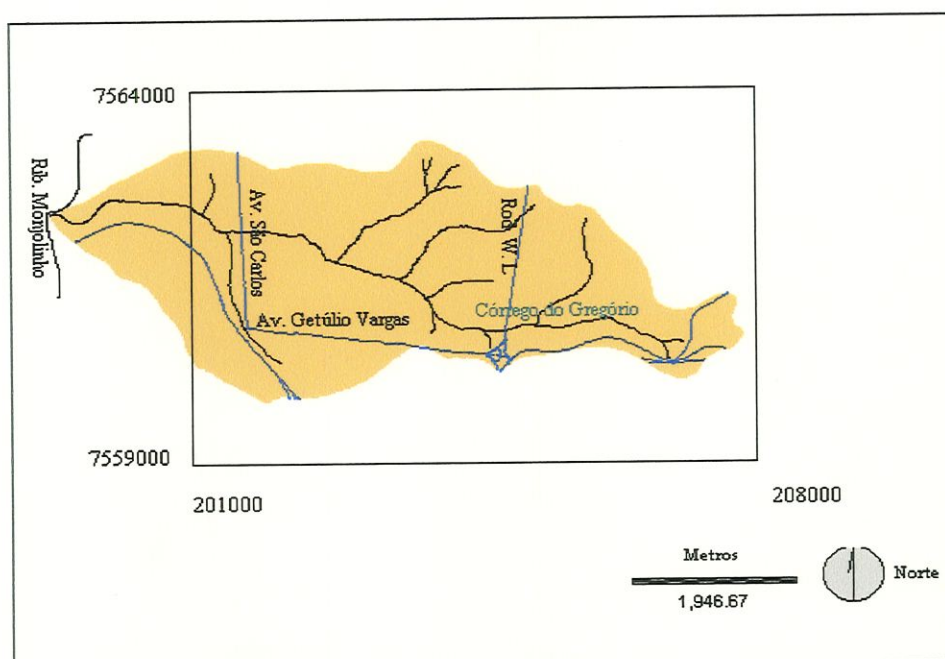 7564000
Rib. Monjolinho
Av. São Carlos
Rod. W. L.
Córrego do Gregório
Av. Getúlio Vargas
7559000
201000
208000
Metros
1,946.67
Norte